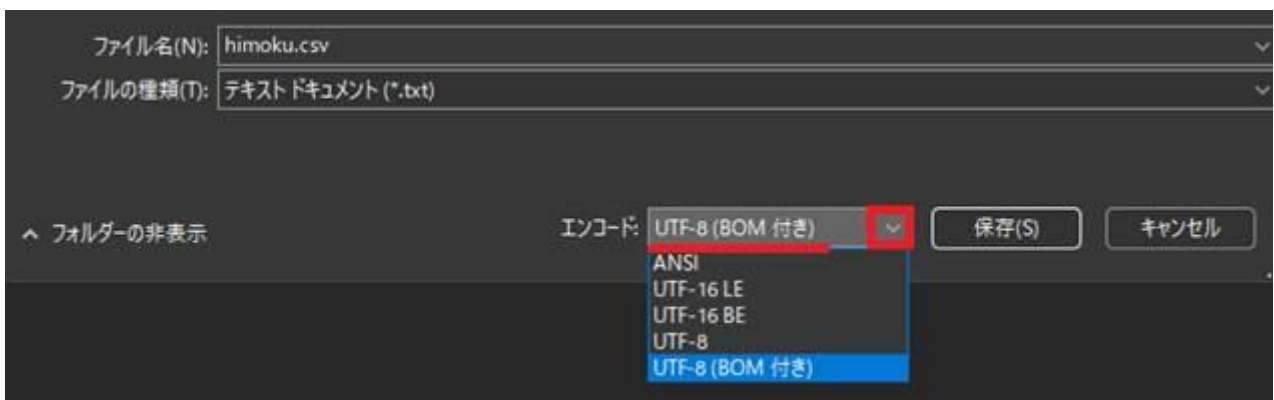 ファイル名(N): himoku.csv
ファイルの種類(T): テキスト ドキュメント (*.txt)
フォルダーの非表示 エンコード: UTF-8 (BOM 付き) 保存(S) キャンセル
ANSI
UTF-16 LE
UTF-16 BE
UTF-8
UTF-8 (BOM 付き)